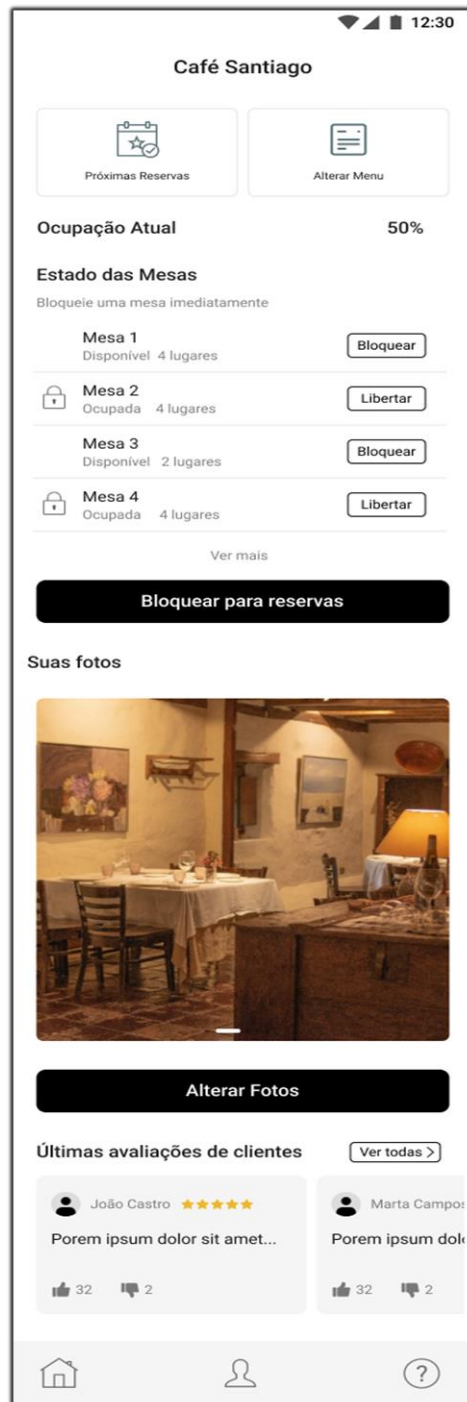 12:30
Café Santiago
Próximas Reservas
Alterar Menu
Ocupação Atual 50%
Estado das Mesas
Bloqueie uma mesa imediatamente
Mesa 1
Disponível 4 lugares
Bloquear
Mesa 2
Ocupada 4 lugares
Libertar
Mesa 3
Disponível 2 lugares
Bloquear
Mesa 4
Ocupada 4 lugares
Libertar
Ver mais
Bloquear para reservas
Suas fotos
Alterar Fotos
Últimas avaliações de clientes
Ver todas >
João Castro
Porem ipsum dolor sit amet...
32 2
Marta Campos
Porem ipsum dol
32 2
?